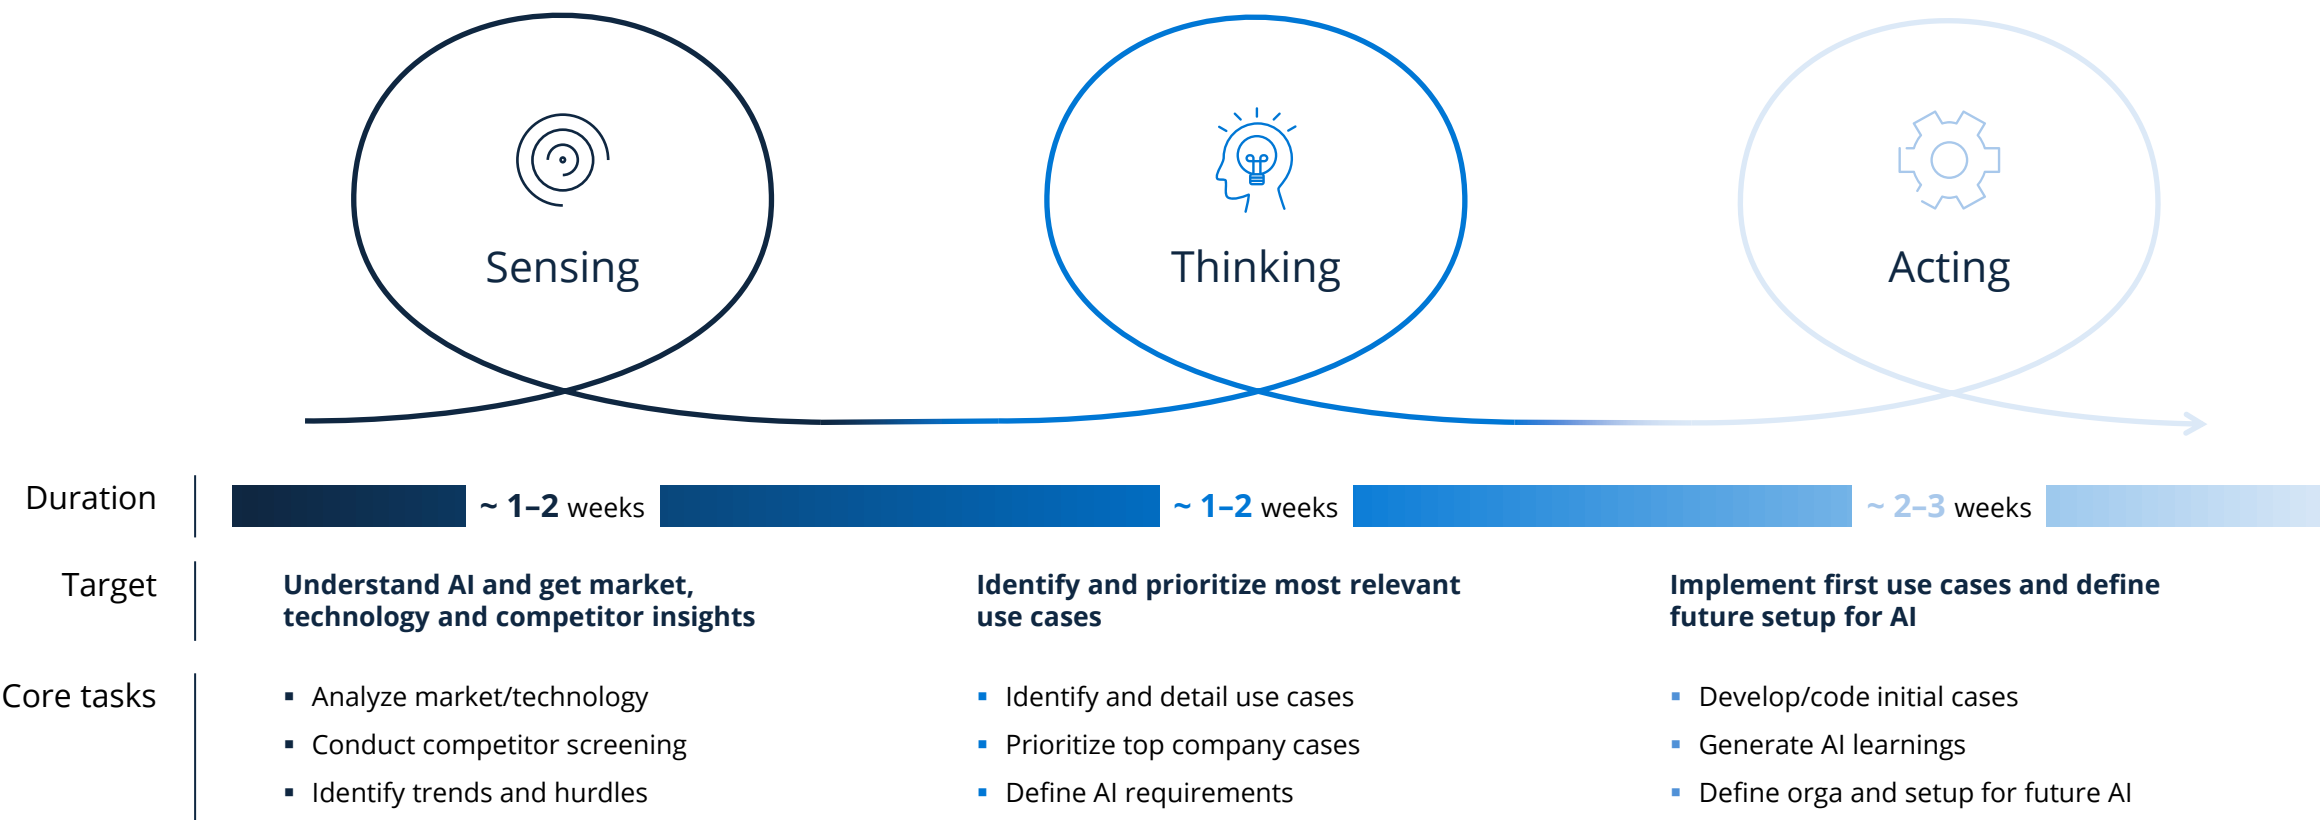 Sensing
Thinking
Acting
Duration
~ 1–2 weeks
~ 1–2 weeks
~ 2–3 weeks
Target
Understand AI and get market,
technology and competitor insights
Identify and prioritize most relevant
use cases
Implement first use cases and define
future setup for AI
Core tasks
▪ Analyze market/technology
▪ Conduct competitor screening
▪ Identify trends and hurdles
▪ Identify and detail use cases
▪ Prioritize top company cases
▪ Define AI requirements
▪ Develop/code initial cases
▪ Generate AI learnings
▪ Define orga and setup for future AI